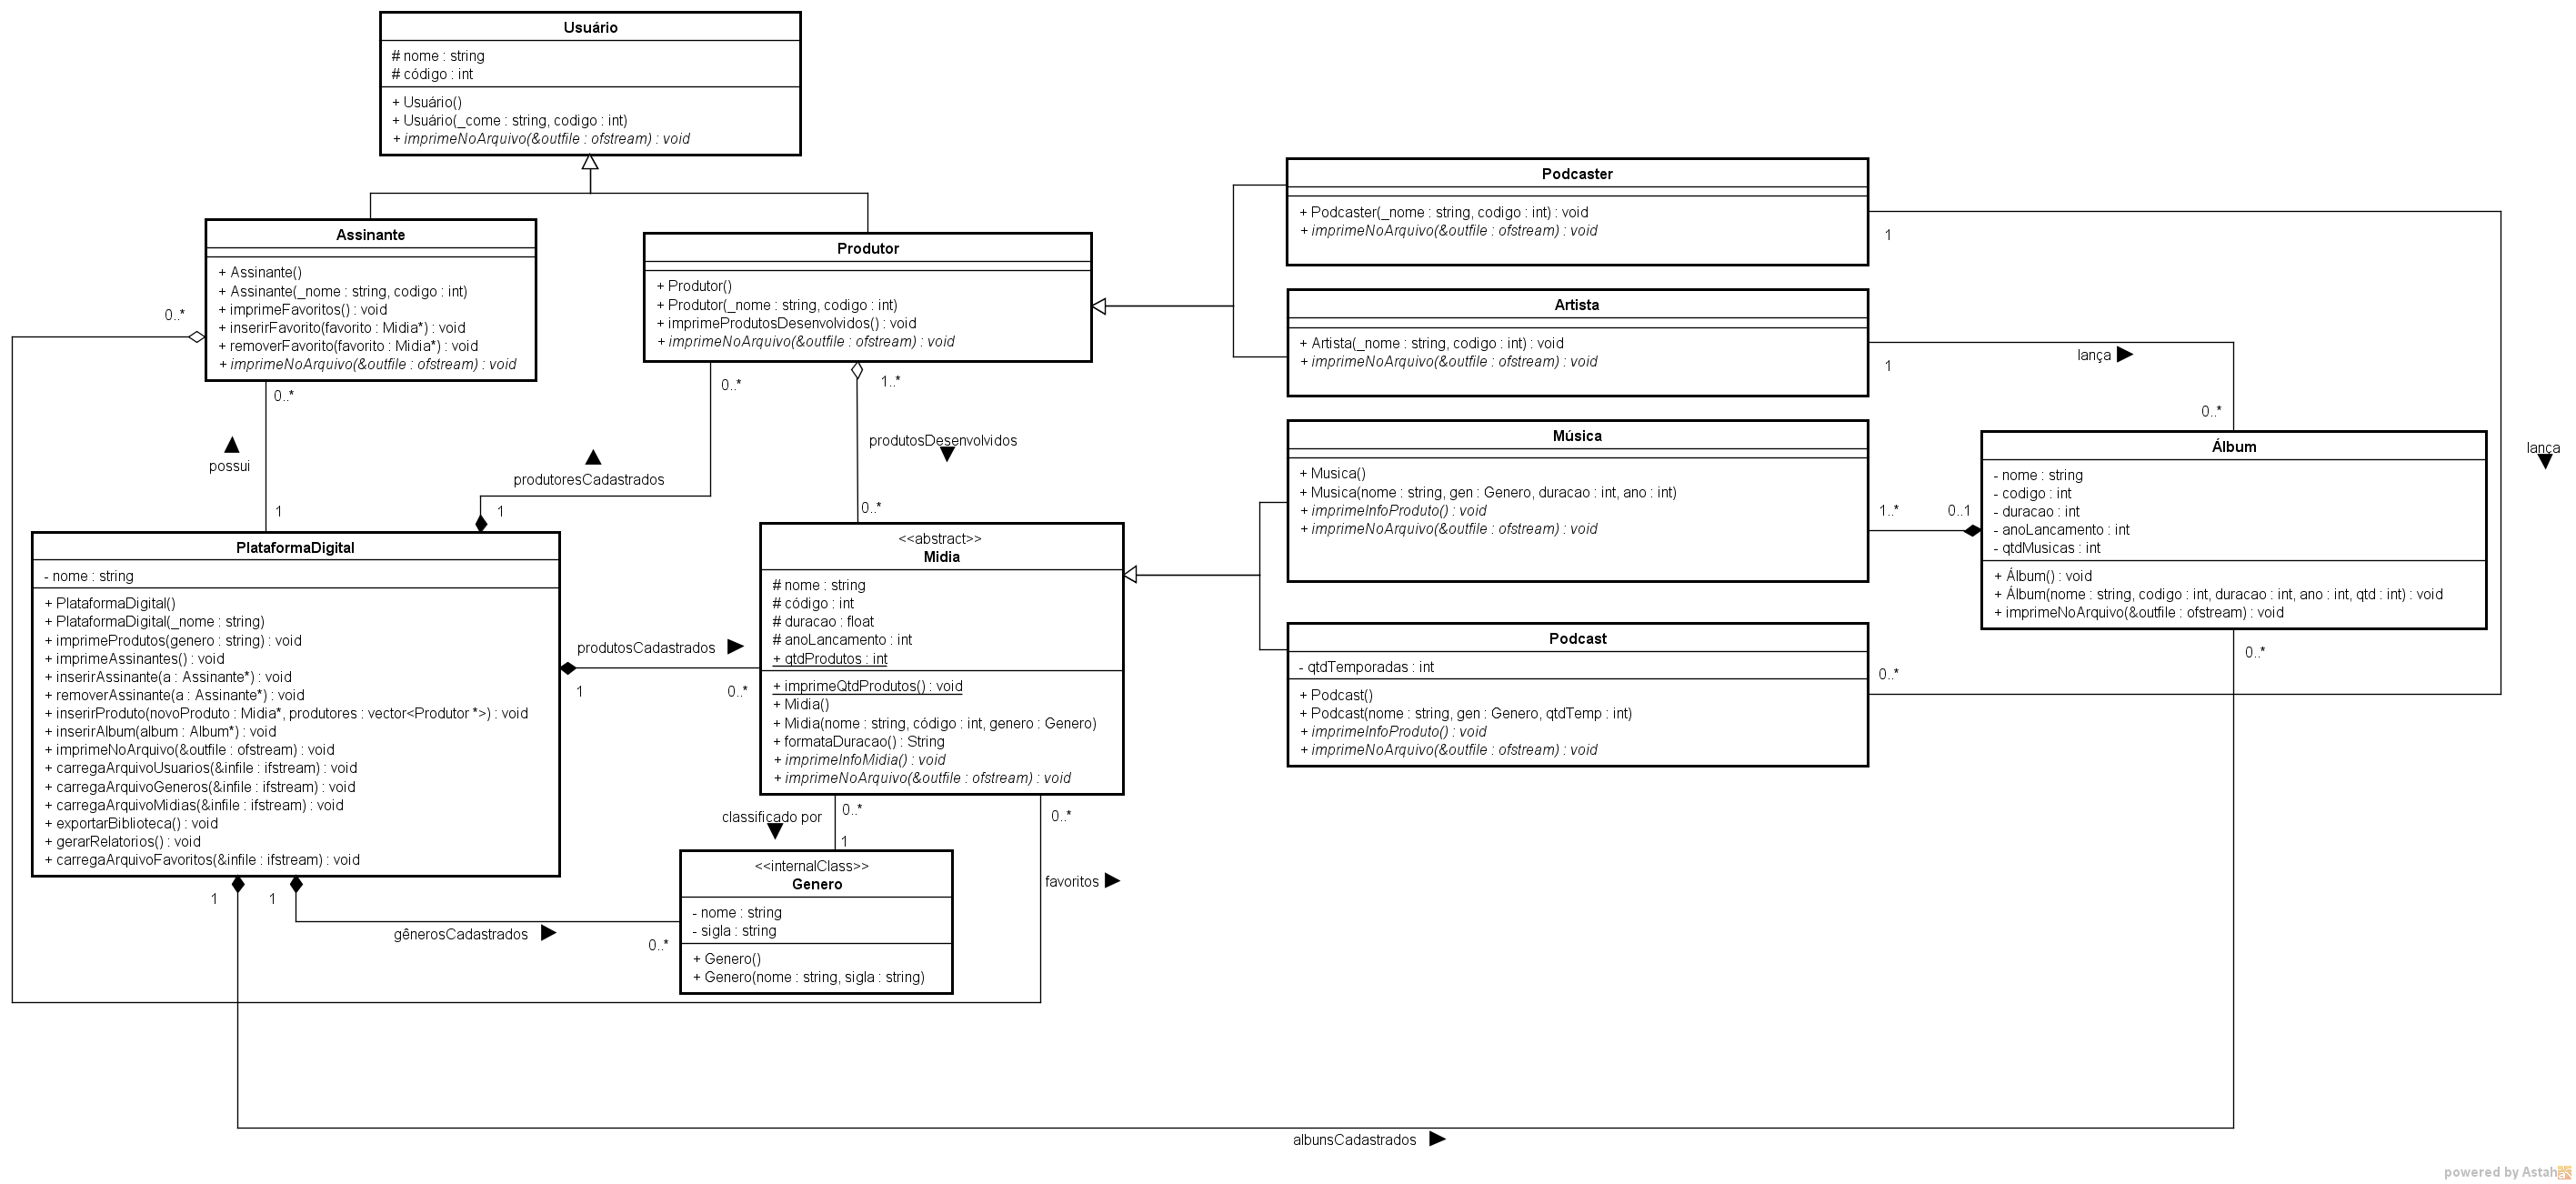 Usuário
# nome : string
# código : int
+ Usuário()
+ Usuário(_come : string, codigo : int)
+ imprimeNoArquivo(&outfile : ofstream) : void
Assinante
+ Assinante()
+ Assinante(_nome : string, codigo : int)
+ imprimeFavoritos() : void
+ inserirFavorito(favorito : Midia*) : void
+ removerFavorito(favorito : Midia*) : void
+ imprimeNoArquivo(&outfile : ofstream) : void
0..*
0..*
possui
1
Produtor
+ Produtor()
+ Produtor(_nome : string, codigo : int)
+ imprimeProdutosDesenvolvidos() : void
+ imprimeNoArquivo(&outfile : ofstream) : void
0..*
1..*
produtosDesenvolvidos
produtoresCadastrados
1
0..*
Podcaster
+ Podcaster(_nome : string, codigo : int) : void
+ imprimeNoArquivo(&outfile : ofstream) : void
1
Artista
+ Artista(_nome : string, codigo : int) : void
+ imprimeNoArquivo(&outfile : ofstream) : void
1
lança
0..*
lança
Música
+ Musica()
+ Musica(nome : string, gen : Genero, duracao : int, ano : int)
+ imprimeInfoProduto() : void
+ imprimeNoArquivo(&outfile : ofstream) : void
1..*
0..1
Álbum
- nome : string
- codigo : int
- duracao : int
- anoLancamento : int
- qtdMusicas : int
+ Álbum() : void
+ Álbum(nome : string, codigo : int, duracao : int, ano : int, qtd : int) : void
+ imprimeNoArquivo(&outfile : ofstream) : void
0..*
PlataformaDigital
- nome : string
+ PlataformaDigital()
+ PlataformaDigital(_nome : string)
+ imprimeProdutos(genero : string) : void
+ imprimeAssinantes() : void
+ inserirAssinante(a : Assinante*) : void
+ removerAssinante(a : Assinante*) : void
+ inserirProduto(novoProduto : Midia*, produtores : vector<Produtor *>) : void
+ inserirAlbum(album : Album*) : void
+ imprimeNoArquivo(&outfile : ofstream) : void
+ carregaArquivoUsuarios(&infile : ifstream) : void
+ carregaArquivoGeneros(&infile : ifstream) : void
+ carregaArquivoMidias(&infile : ifstream) : void
+ exportarBiblioteca() : void
+ gerarRelatorios() : void
+ carregaArquivoFavoritos(&infile : ifstream) : void
produtosCadastrados
1
0..*
<<abstract>>
Midia
# nome : string
# código : int
# duracao : float
# anoLancamento : int
+ qtdProdutos : int
+ imprimeQtdProdutos() : void
+ Midia()
+ Midia(nome : string, código : int, genero : Genero)
+ formataDuracao() : String
+ imprimeInfoMidia() : void
+ imprimeNoArquivo(&outfile : ofstream) : void
Podcast
- qtdTemporadas : int
+ Podcast()
+ Podcast(nome : string, gen : Genero, qtdTemp : int)
+ imprimeInfoProduto() : void
+ imprimeNoArquivo(&outfile : ofstream) : void
0..*
classificado por
0..*
1
0..*
favoritos
<<internalClass>>
Genero
- nome : string
- sigla : string
+ Genero()
+ Genero(nome : string, sigla : string)
1
1
gênerosCadastrados
0..*
albunsCadastrados
powered by Astah